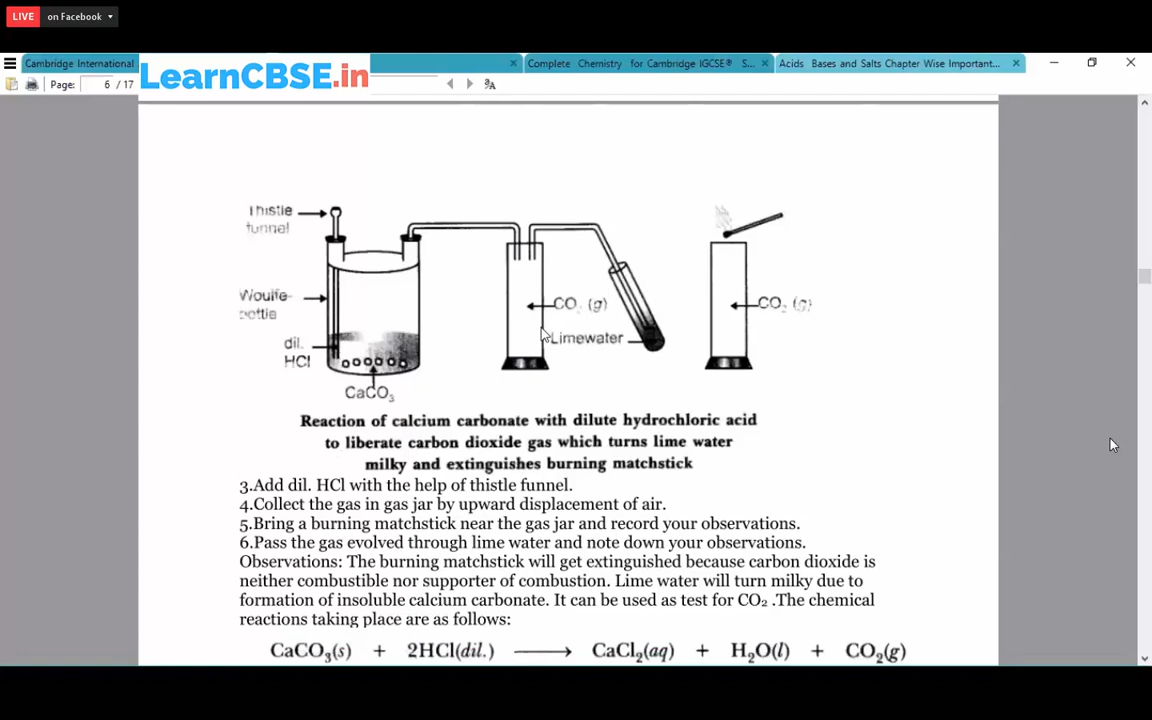 LIVE on Facebook
Cambridge International
Complete Chemistry for Cambridge IGCSE® S...
Acids Bases and Salts Chapter Wise Important...
LearnCBSE.in
Page: 6 / 17
Thistle
funnel
Woulfe-
bottle
dil.
HCl
CaCO₃
CO₂ (g)
Limewater
CO₂ (g)
Reaction of calcium carbonate with dilute hydrochloric acid
to liberate carbon dioxide gas which turns lime water
milky and extinguishes burning matchstick
3.Add dil. HCl with the help of thistle funnel.
4.Collect the gas in gas jar by upward displacement of air.
5.Bring a burning matchstick near the gas jar and record your observations.
6.Pass the gas evolved through lime water and note down your observations.
Observations: The burning matchstick will get extinguished because carbon dioxide is
neither combustible nor supporter of combustion. Lime water will turn milky due to
formation of insoluble calcium carbonate. It can be used as test for CO₂ .The chemical
reactions taking place are as follows:
CaCO₃(s) + 2HCl(dil.) ⟶ CaCl₂(aq) + H₂O(l) + CO₂(g)